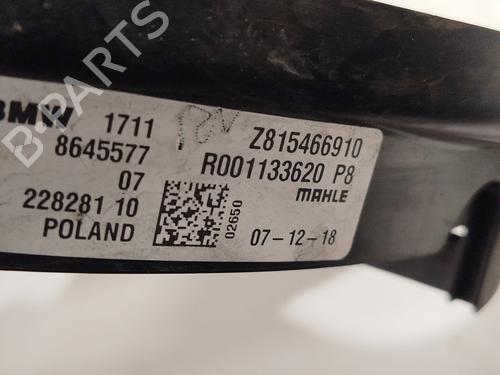 BMW 1711
8645577
07
228281 10
POLAND
02650
Z815466910
R001133620 P8
MAHLE
07-12-18
B-PARTS